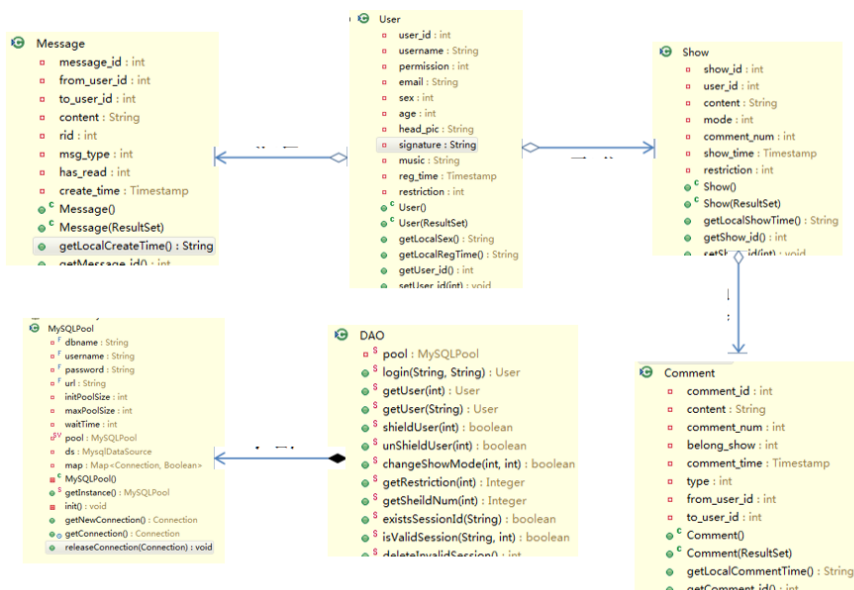 Message
message_id : int
from_user_id : int
to_user_id : int
content : String
rid : int
msg_type : int
has_read : int
create_time : Timestamp
Message()
Message(ResultSet)
getLocalCreateTime() : String
getMessage_id() : int
User
user_id : int
username : String
permission : int
email : String
sex : int
age : int
head_pic : String
signature : String
music : String
reg_time : Timestamp
restriction : int
User()
User(ResultSet)
getLocalSex() : String
getLocalRegTime() : String
getUser_id() : int
setUser_id(int) : void
Show
show_id : int
user_id : int
content : String
mode : int
comment_num : int
show_time : Timestamp
restriction : int
Show()
Show(ResultSet)
getLocalShowTime() : String
getShow_id() : int
setShow_id(int) : void
MySQLPool
dbname : String
username : String
password : String
url : String
initPoolSize : int
maxPoolSize : int
waitTime : int
pool : MySQLPool
ds : MysqlDataSource
map : Map<Connection, Boolean>
MySQLPool()
getInstance() : MySQLPool
init() : void
getNewConnection() : Connection
getConnection() : Connection
releaseConnection(Connection) : void
DAO
pool : MySQLPool
login(String, String) : User
getUser(int) : User
getUser(String) : User
shieldUser(int) : boolean
unShieldUser(int) : boolean
changeShowMode(int, int) : boolean
getRestriction(int) : Integer
getSheildNum(int) : Integer
existsSessionId(String) : boolean
isValidSession(String, int) : boolean
deleteInvalidSession() : int
Comment
comment_id : int
content : String
comment_num : int
belong_show : int
comment_time : Timestamp
type : int
from_user_id : int
to_user_id : int
Comment()
Comment(ResultSet)
getLocalCommentTime() : String
getComment_id() : int